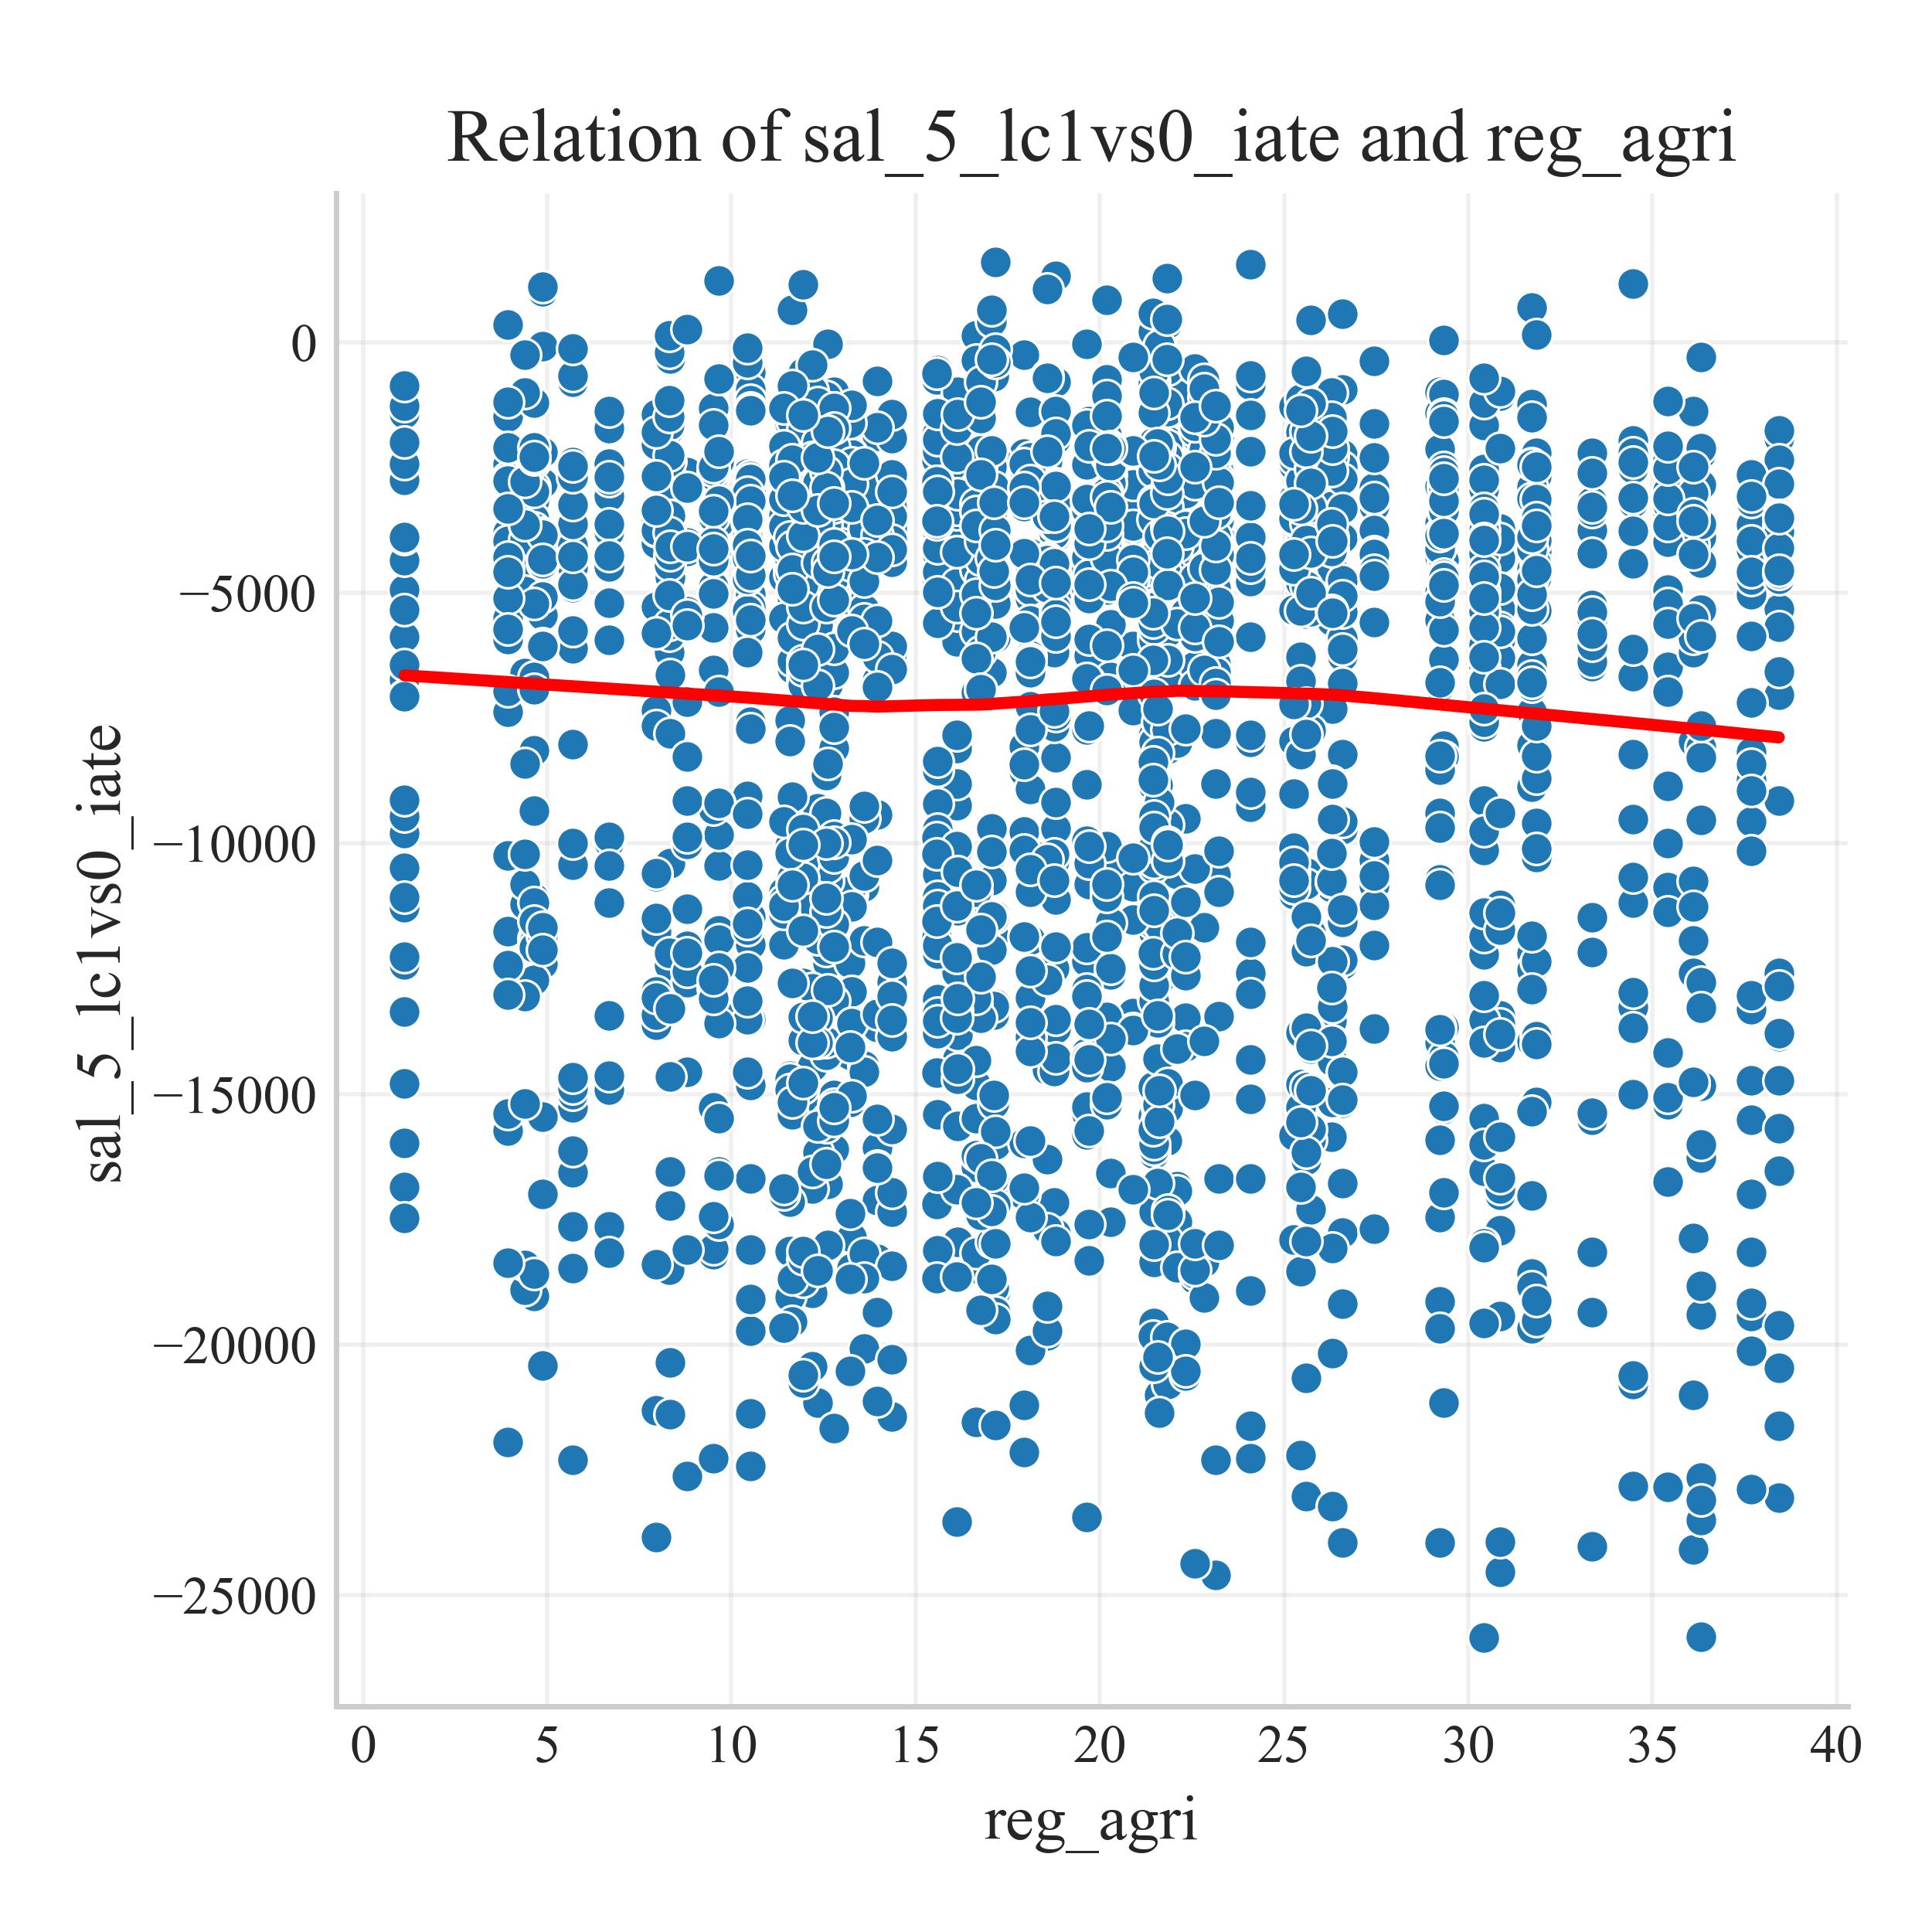 Relation of sal_5_lc1vs0_iate and reg_agri
sal_5_lc1vs0_iate
0
−5000
−10000
−15000
−20000
−25000
0 5 10 15 20 25 30 35 40
reg_agri